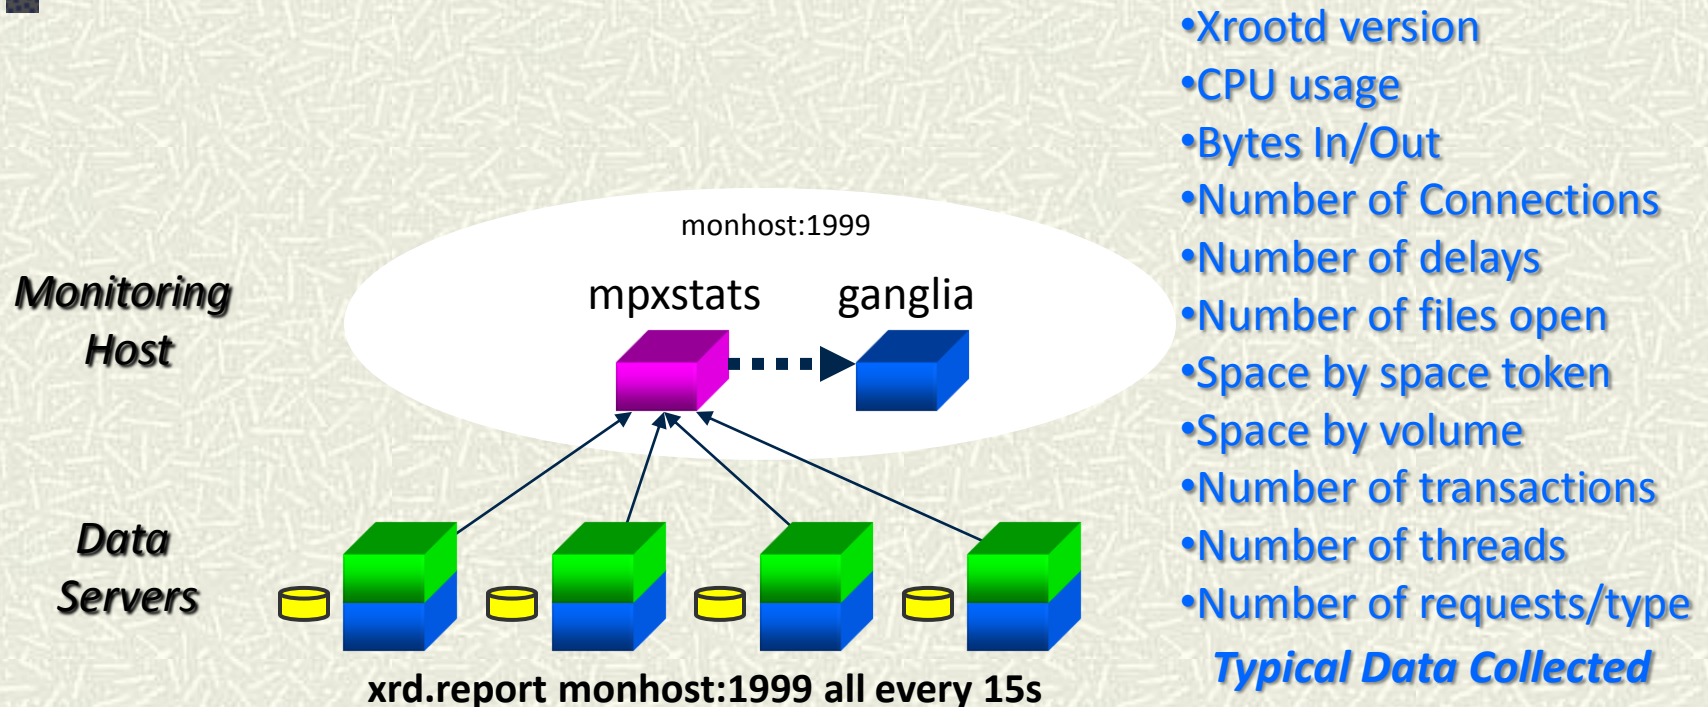 monhost:1999
mpxstats
ganglia
Monitoring
Host
Data
Servers
xrd.report monhost:1999 all every 15s
•Xrootd version
•CPU usage
•Bytes In/Out
•Number of Connections
•Number of delays
•Number of files open
•Space by space token
•Space by volume
•Number of transactions
•Number of threads
•Number of requests/type
Typical Data Collected